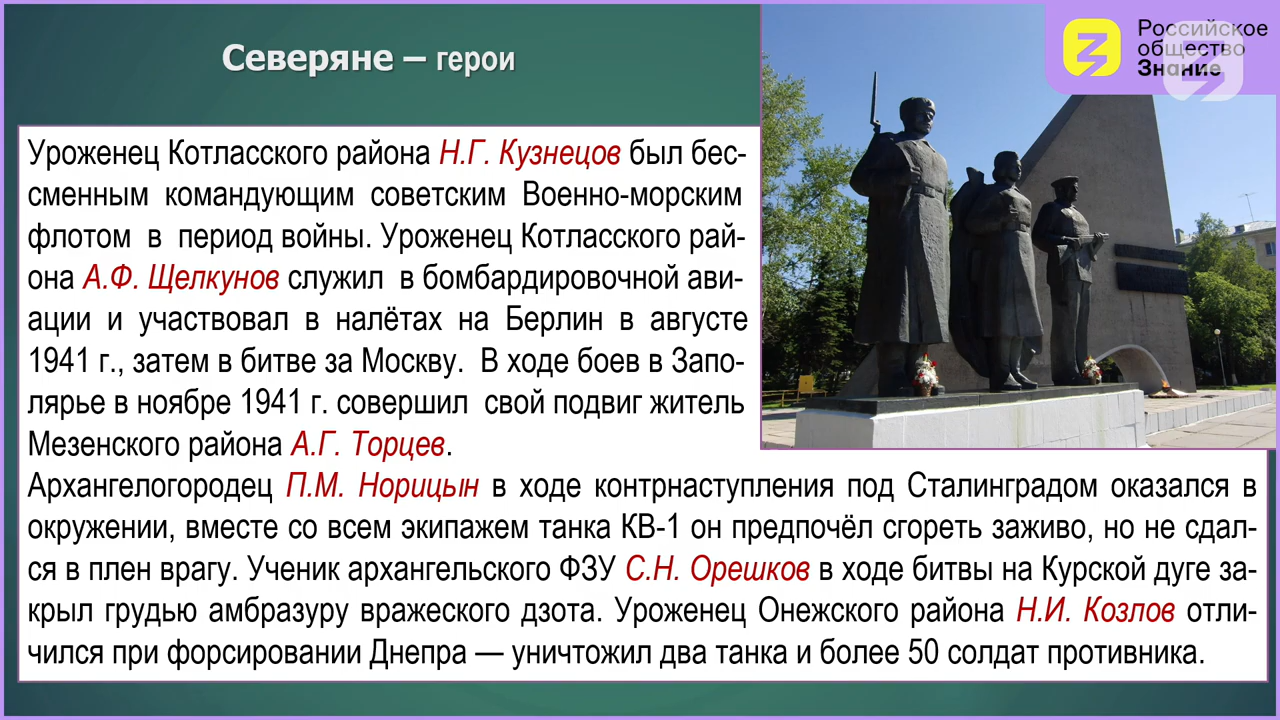 Северяне – герои
Российское
общество
Знание
Уроженец Котласского района Н.Г. Кузнецов был бес-
сменным командующим советским Военно-морским
флотом в период войны. Уроженец Котласского рай-
она А.Ф. Щелкунов служил в бомбардировочной ави-
ации и участвовал в налётах на Берлин в августе
1941 г., затем в битве за Москву. В ходе боев в Запо-
лярье в ноябре 1941 г. совершил свой подвиг житель
Мезенского района А.Г. Торцев.
Архангелогородец П.М. Норицын в ходе контрнаступления под Сталинградом оказался в
окружении, вместе со всем экипажем танка КВ-1 он предпочёл сгореть заживо, но не сдал-
ся в плен врагу. Ученик архангельского ФЗУ С.Н. Орешков в ходе битвы на Курской дуге за-
крыл грудью амбразуру вражеского дзота. Уроженец Онежского района Н.И. Козлов отли-
чился при форсировании Днепра — уничтожил два танка и более 50 солдат противника.